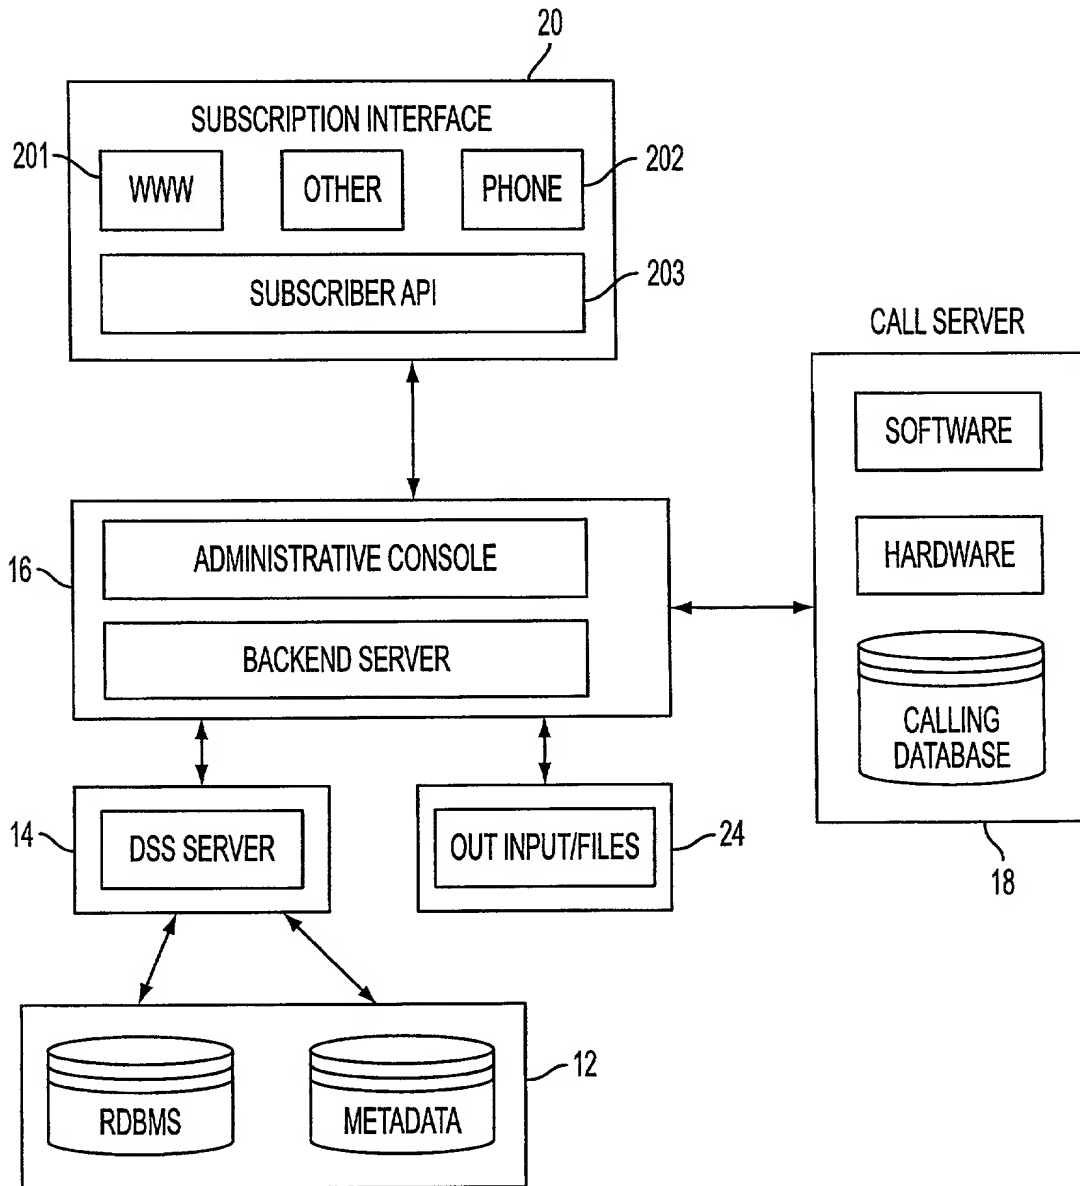 20
SUBSCRIPTION INTERFACE
201
WWW
OTHER
PHONE
202
SUBSCRIBER API
203
CALL SERVER
SOFTWARE
HARDWARE
CALLING
DATABASE
18
16
ADMINISTRATIVE CONSOLE
BACKEND SERVER
14
DSS SERVER
OUT INPUT/FILES
24
RDBMS
METADATA
12